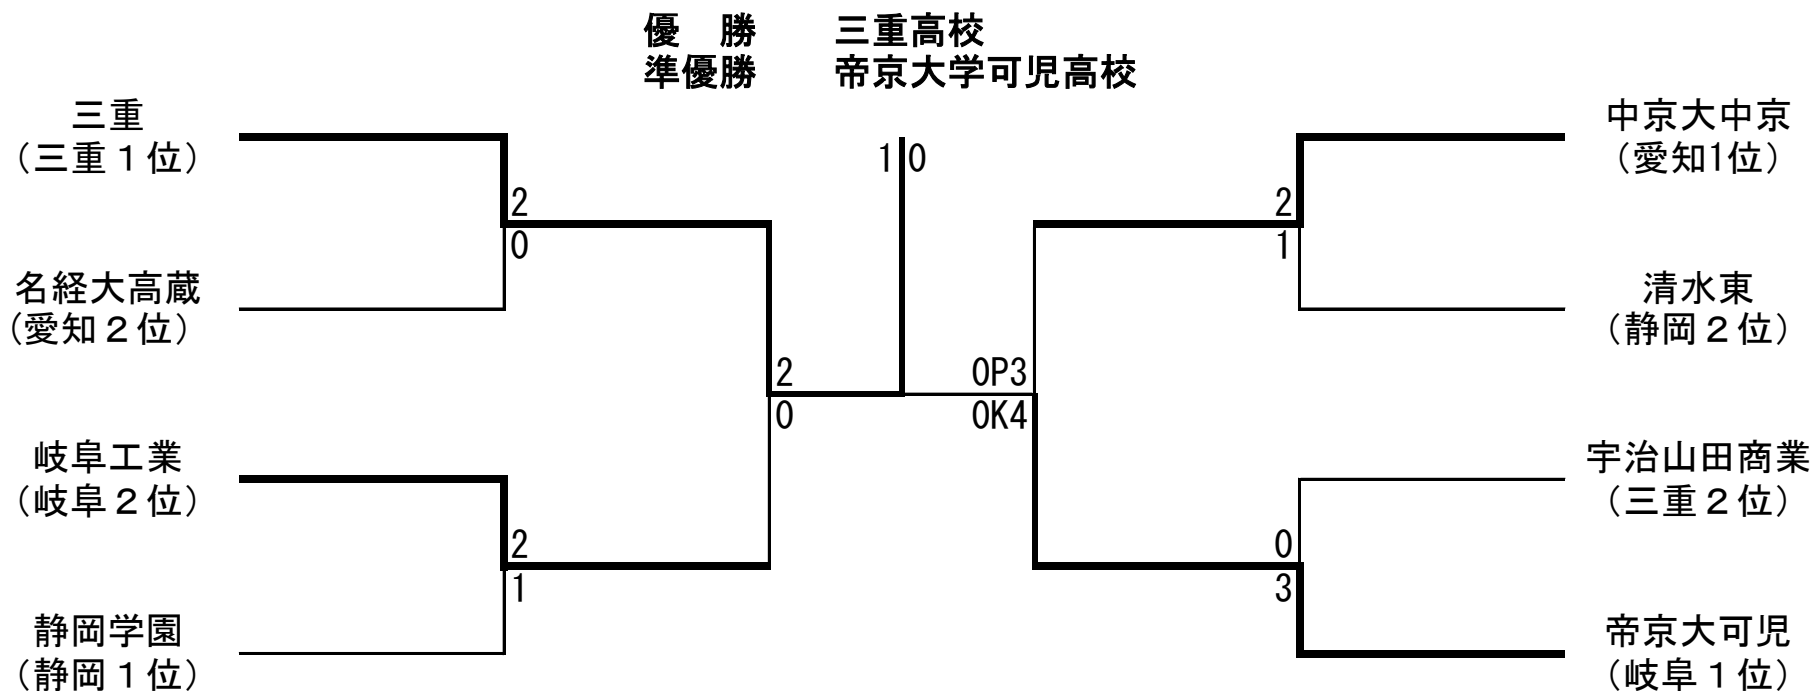 優　勝　　三重高校
準優勝　　帝京大学可児高校
三重
（三重１位）
中京大中京
（愛知1位）
1 0
2
0
2
1
名経大高蔵
（愛知２位）
清水東
（静岡２位）
2
0
0P3
0K4
岐阜工業
（岐阜２位）
宇治山田商業
（三重２位）
2
1
0
3
静岡学園
（静岡１位）
帝京大可児
（岐阜１位）